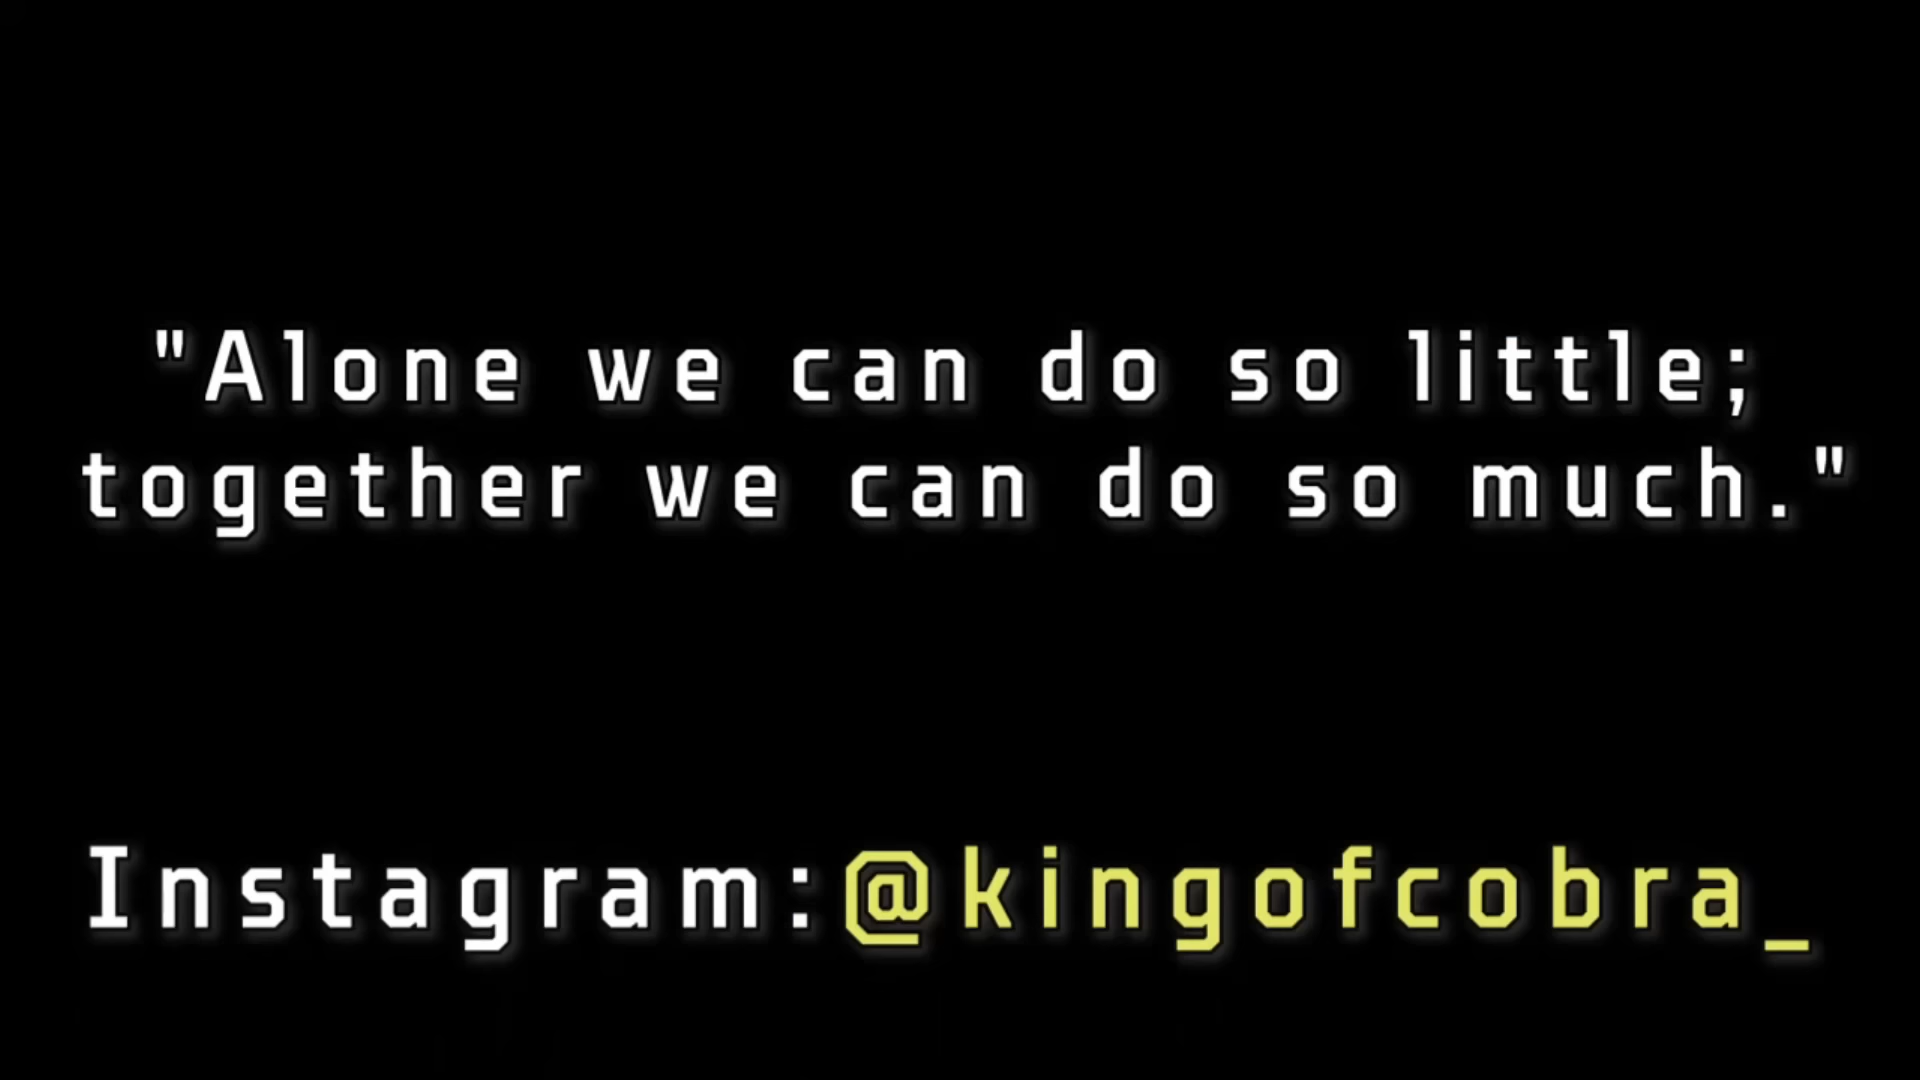 "Alone we can do so little;
together we can do so much."
Instagram:@kingofcobra_